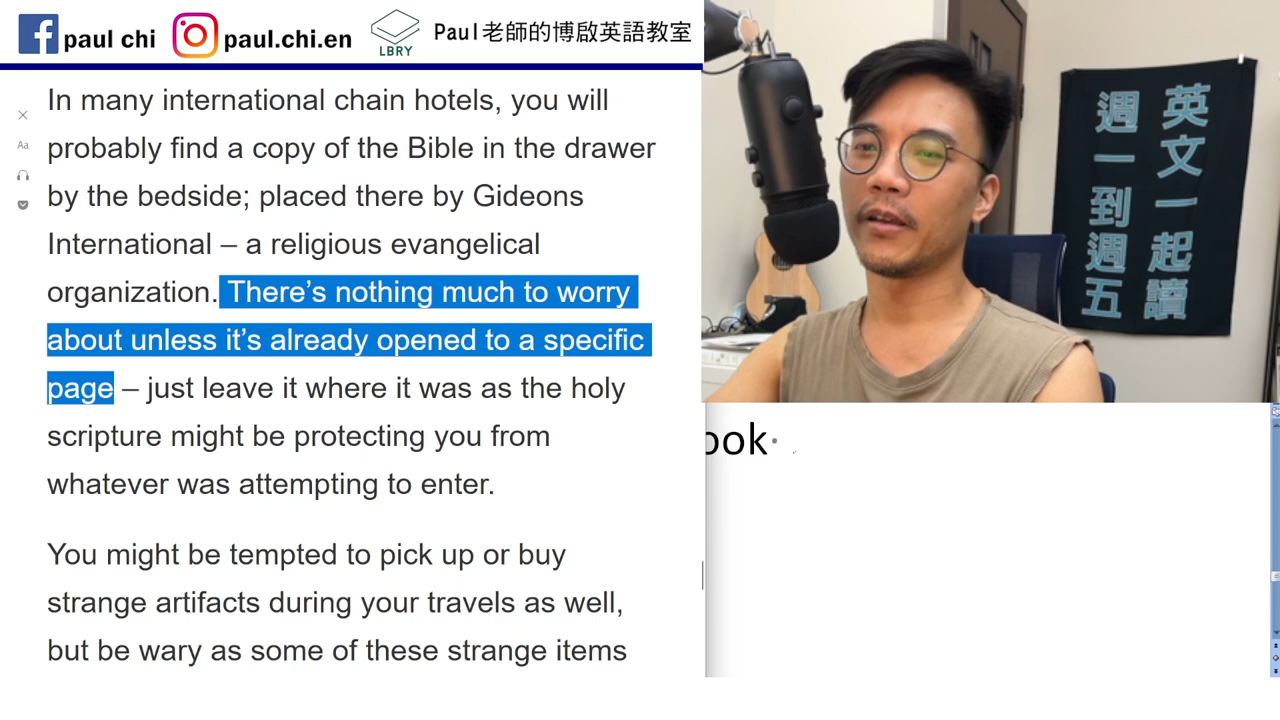 paul chi
paul.chi.en
LBRY
Paul老師的博啟英語教室
In many international chain hotels, you will
probably find a copy of the Bible in the drawer
by the bedside; placed there by Gideons
International – a religious evangelical
organization. There’s nothing much to worry
about unless it’s already opened to a specific
page – just leave it where it was as the holy
scripture might be protecting you from
whatever was attempting to enter.
You might be tempted to pick up or buy
strange artifacts during your travels as well,
but be wary as some of these strange items
Aa
英文一起讀
週一到週五
ook